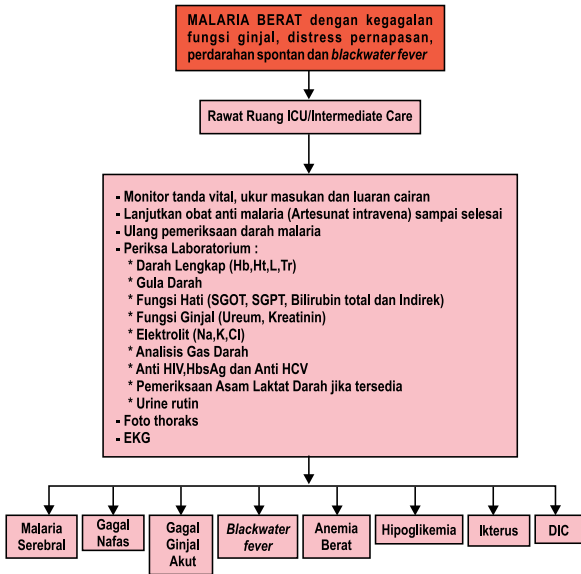 MALARIA BERAT dengan kegagalan
fungsi ginjal, distress pernapasan,
perdarahan spontan dan blackwater fever
Rawat Ruang ICU/Intermediate Care
- Monitor tanda vital, ukur masukan dan luaran cairan
- Lanjutkan obat anti malaria (Artesunat intravena) sampai selesai
- Ulang pemeriksaan darah malaria
- Periksa Laboratorium :
* Darah Lengkap (Hb,Ht,L,Tr)
* Gula Darah
* Fungsi Hati (SGOT, SGPT, Bilirubin total dan Indirek)
* Fungsi Ginjal (Ureum, Kreatinin)
* Elektrolit (Na,K,Cl)
* Analisis Gas Darah
* Anti HIV,HbsAg dan Anti HCV
* Pemeriksaan Asam Laktat Darah jika tersedia
* Urine rutin
- Foto thoraks
- EKG
Malaria
Serebral
Gagal
Nafas
Gagal
Ginjal
Akut
Blackwater
fever
Anemia
Berat
Hipoglikemia
Ikterus
DIC